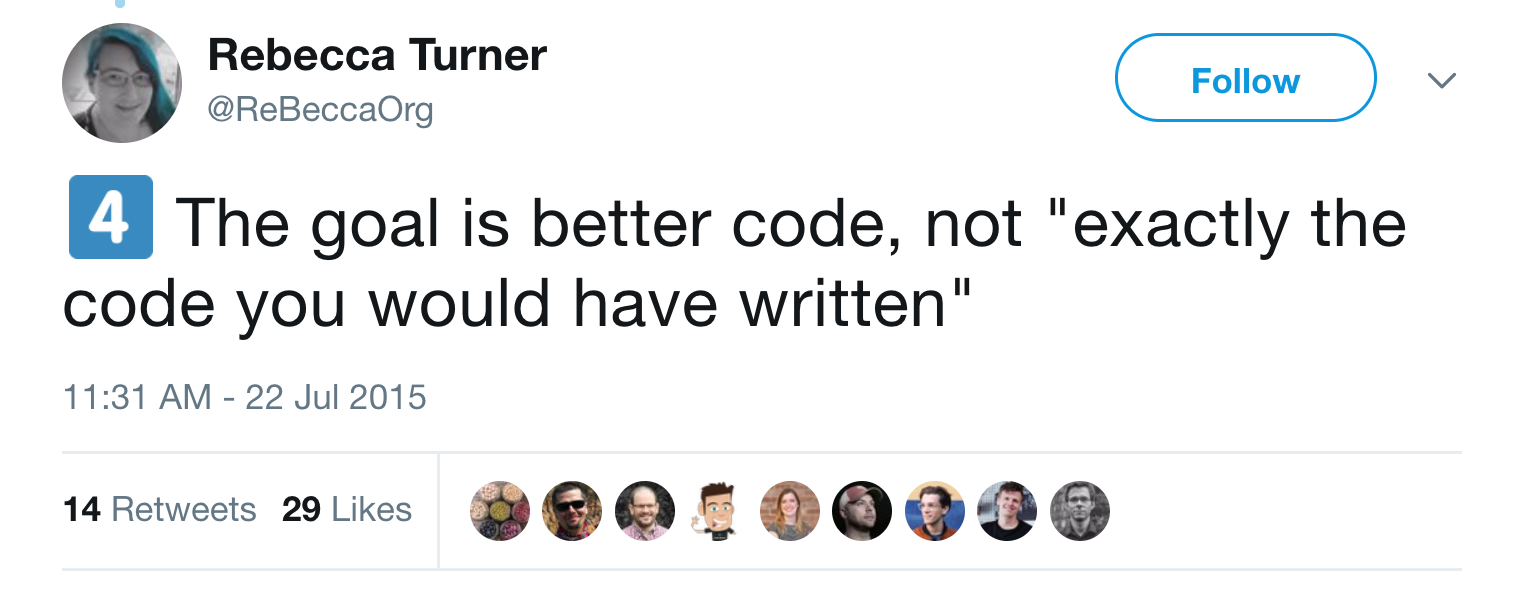 Rebecca Turner
@ReBeccaOrg
Follow
4️⃣ The goal is better code, not "exactly the
code you would have written"
11:31 AM - 22 Jul 2015
14 Retweets 29 Likes